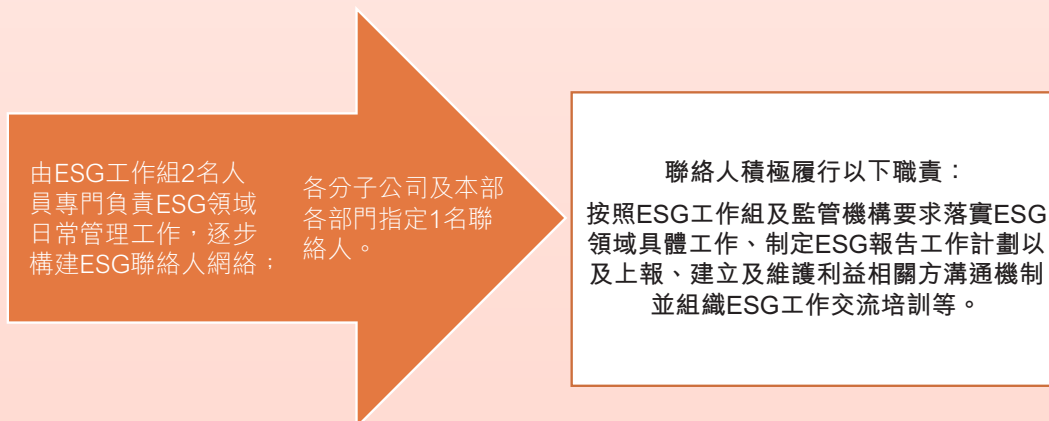 由ESG工作組2名人
員專門負責ESG領域
日常管理工作，逐步
構建ESG聯絡人網絡；
各分子公司及本部
各部門指定1名聯
絡人。
聯絡人積極履行以下職責：
按照ESG工作組及監管機構要求落實ESG
領域具體工作、制定ESG報告工作計劃以
及上報、建立及維護利益相關方溝通機制
並組織ESG工作交流培訓等。